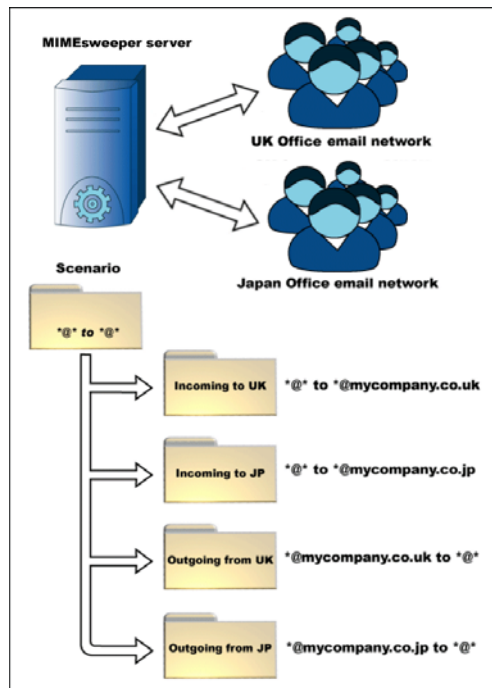 MIMEsweeper server
UK Office email network
Japan Office email network
Scenario
*@* to *@*
Incoming to UK
*@* to *@mycompany.co.uk
Incoming to JP
*@* to *@mycompany.co.jp
Outgoing from UK
*@mycompany.co.uk to *@*
Outgoing from JP
*@mycompany.co.jp to *@*